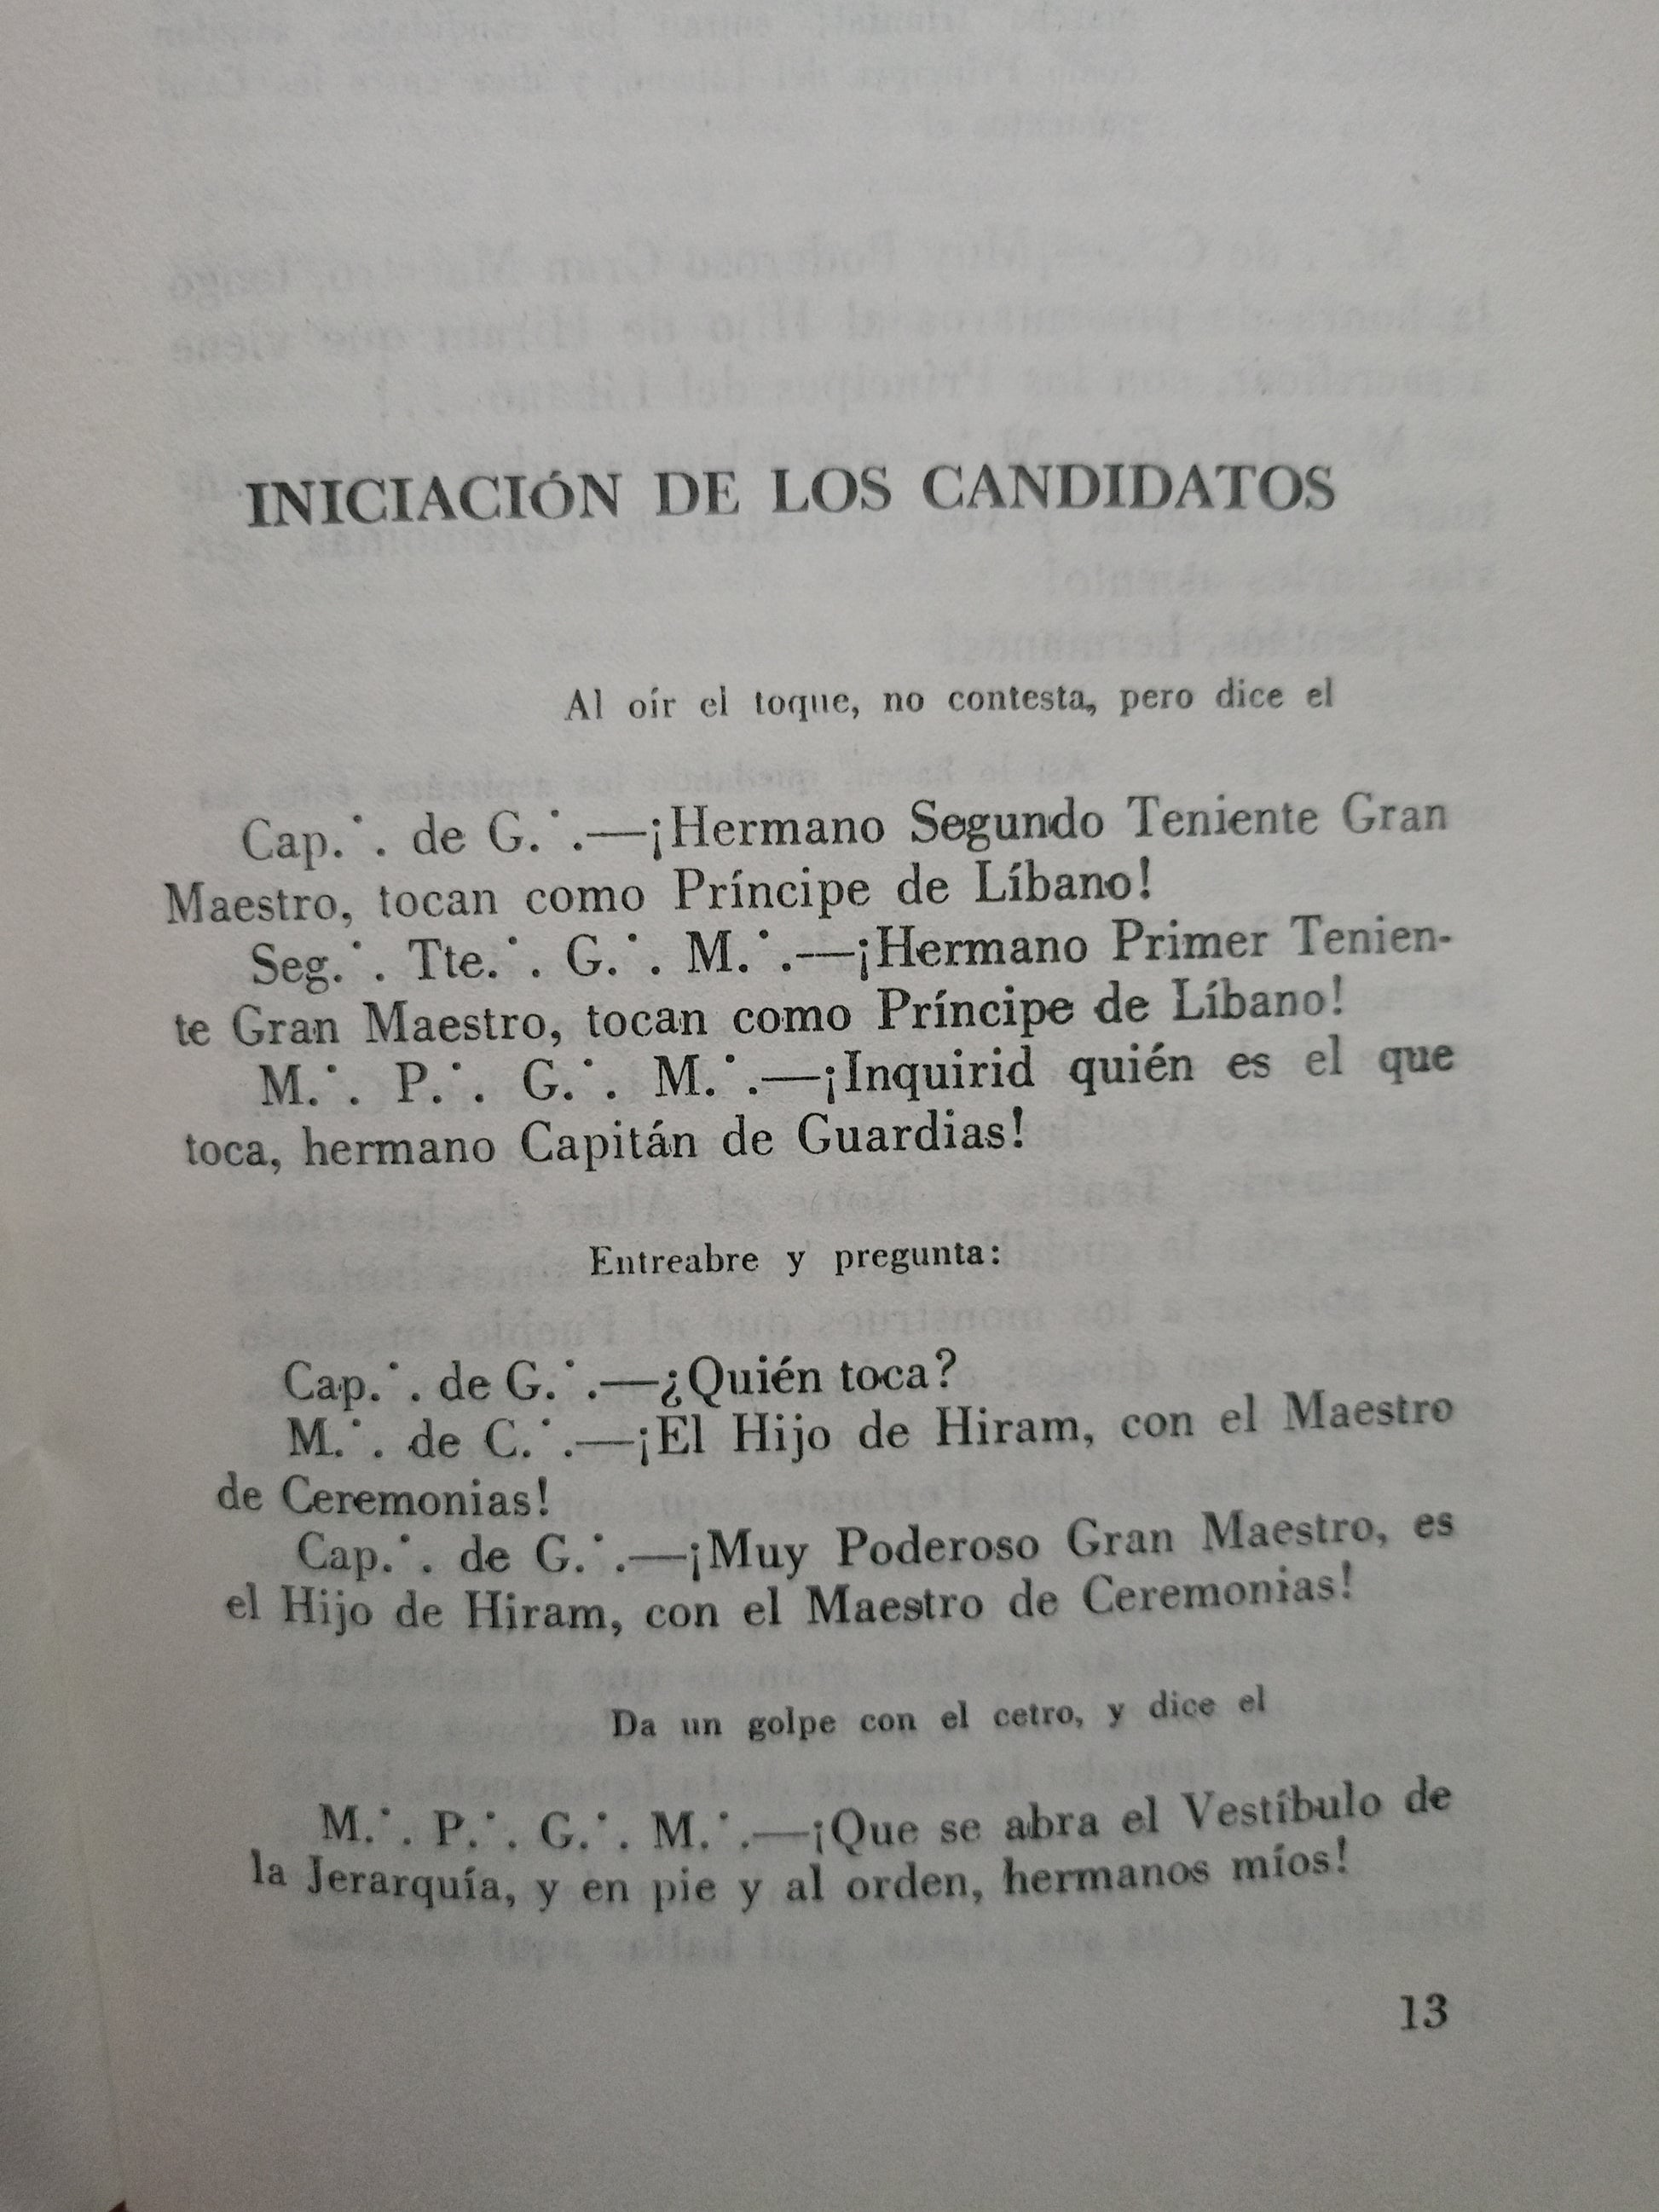 INICIACIÓN DE LOS CANDIDATOS
Al oír el toque, no contesta, pero dice el
Cap.˙. de G.˙.—¡Hermano Segundo Teniente Gran
Maestro, tocan como Príncipe de Líbano!
Seg.˙. Tte.˙. G.˙. M.˙.—¡Hermano Primer Tenien-
te Gran Maestro, tocan como Príncipe de Líbano!
M.˙. P.˙. G.˙. M.˙.—¡Inquirid quién es el que
toca, hermano Capitán de Guardias!
Entreabre y pregunta:
Cap.˙. de G.˙.—¿Quién toca?
M.˙. de C.˙.—¡El Hijo de Hiram, con el Maestro
de Ceremonias!
Cap.˙. de G.˙.—¡Muy Poderoso Gran Maestro, es
el Hijo de Hiram, con el Maestro de Ceremonias!
Da un golpe con el cetro, y dice el
M.˙. P.˙. G.˙. M.˙.—¡Que se abra el Vestíbulo de
la Jerarquía, y en pie y al orden, hermanos míos!
13